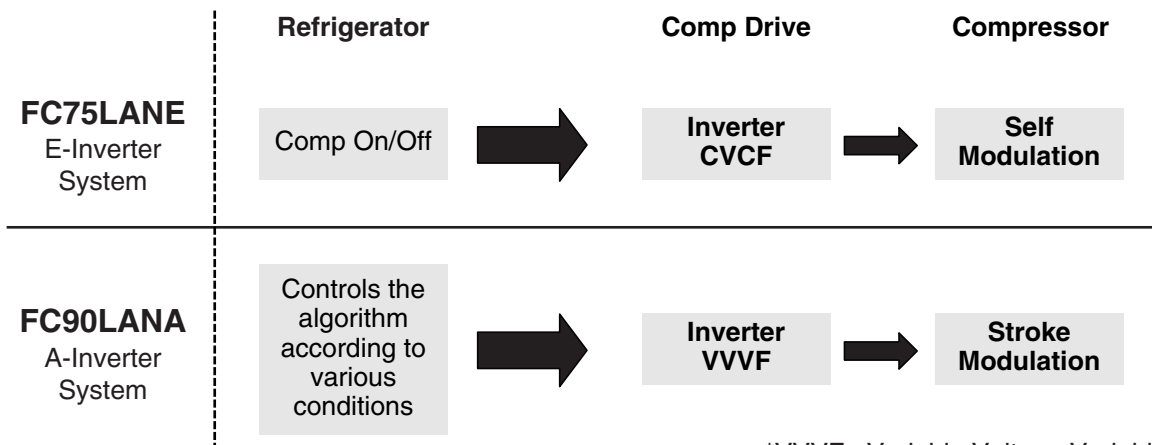 Refrigerator Comp Drive Compressor
FC75LANE
E-Inverter
System
Comp On/Off
Inverter
CVCF
Self
Modulation
FC90LANA
A-Inverter
System
Controls the
algorithm
according to
various
conditions
Inverter
VVVF
Stroke
Modulation